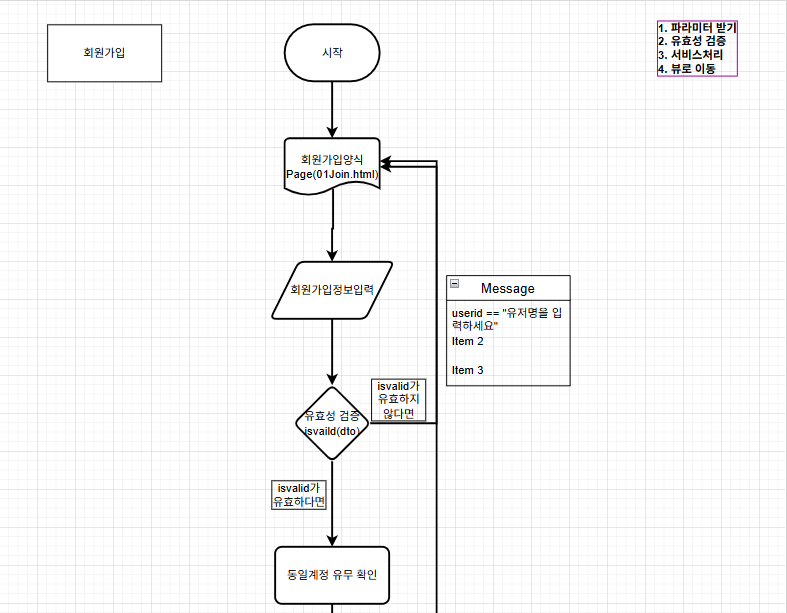 회원가입
시작
1. 파라미터 받기
2. 유효성 검증
3. 서비스처리
4. 뷰로 이동
회원가입양식
Page(01Join.html)
회원가입정보입력
Message
userid == "유저명을 입
력하세요"
Item 2
Item 3
isvalid가
유효하지
않다면
유효성 검증
isvaild(dto)
isvalid가
유효하다면
동일계정 유무 확인